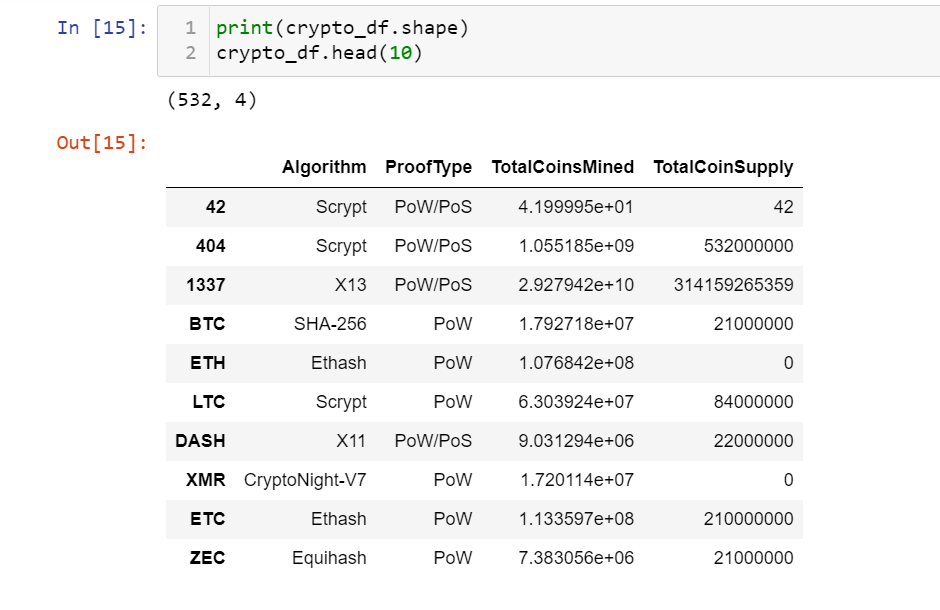 In [15]:
1 print(crypto_df.shape)
2 crypto_df.head(10)
(532, 4)
Out[15]:
Algorithm ProofType TotalCoinsMined TotalCoinSupply
42 Scrypt PoW/PoS 4.199995e+01 42
404 Scrypt PoW/PoS 1.055185e+09 532000000
1337 X13 PoW/PoS 2.927942e+10 314159265359
BTC SHA-256 PoW 1.792718e+07 21000000
ETH Ethash PoW 1.076842e+08 0
LTC Scrypt PoW 6.303924e+07 84000000
DASH X11 PoW/PoS 9.031294e+06 22000000
XMR CryptoNight-V7 PoW 1.720114e+07 0
ETC Ethash PoW 1.133597e+08 210000000
ZEC Equihash PoW 7.383056e+06 21000000